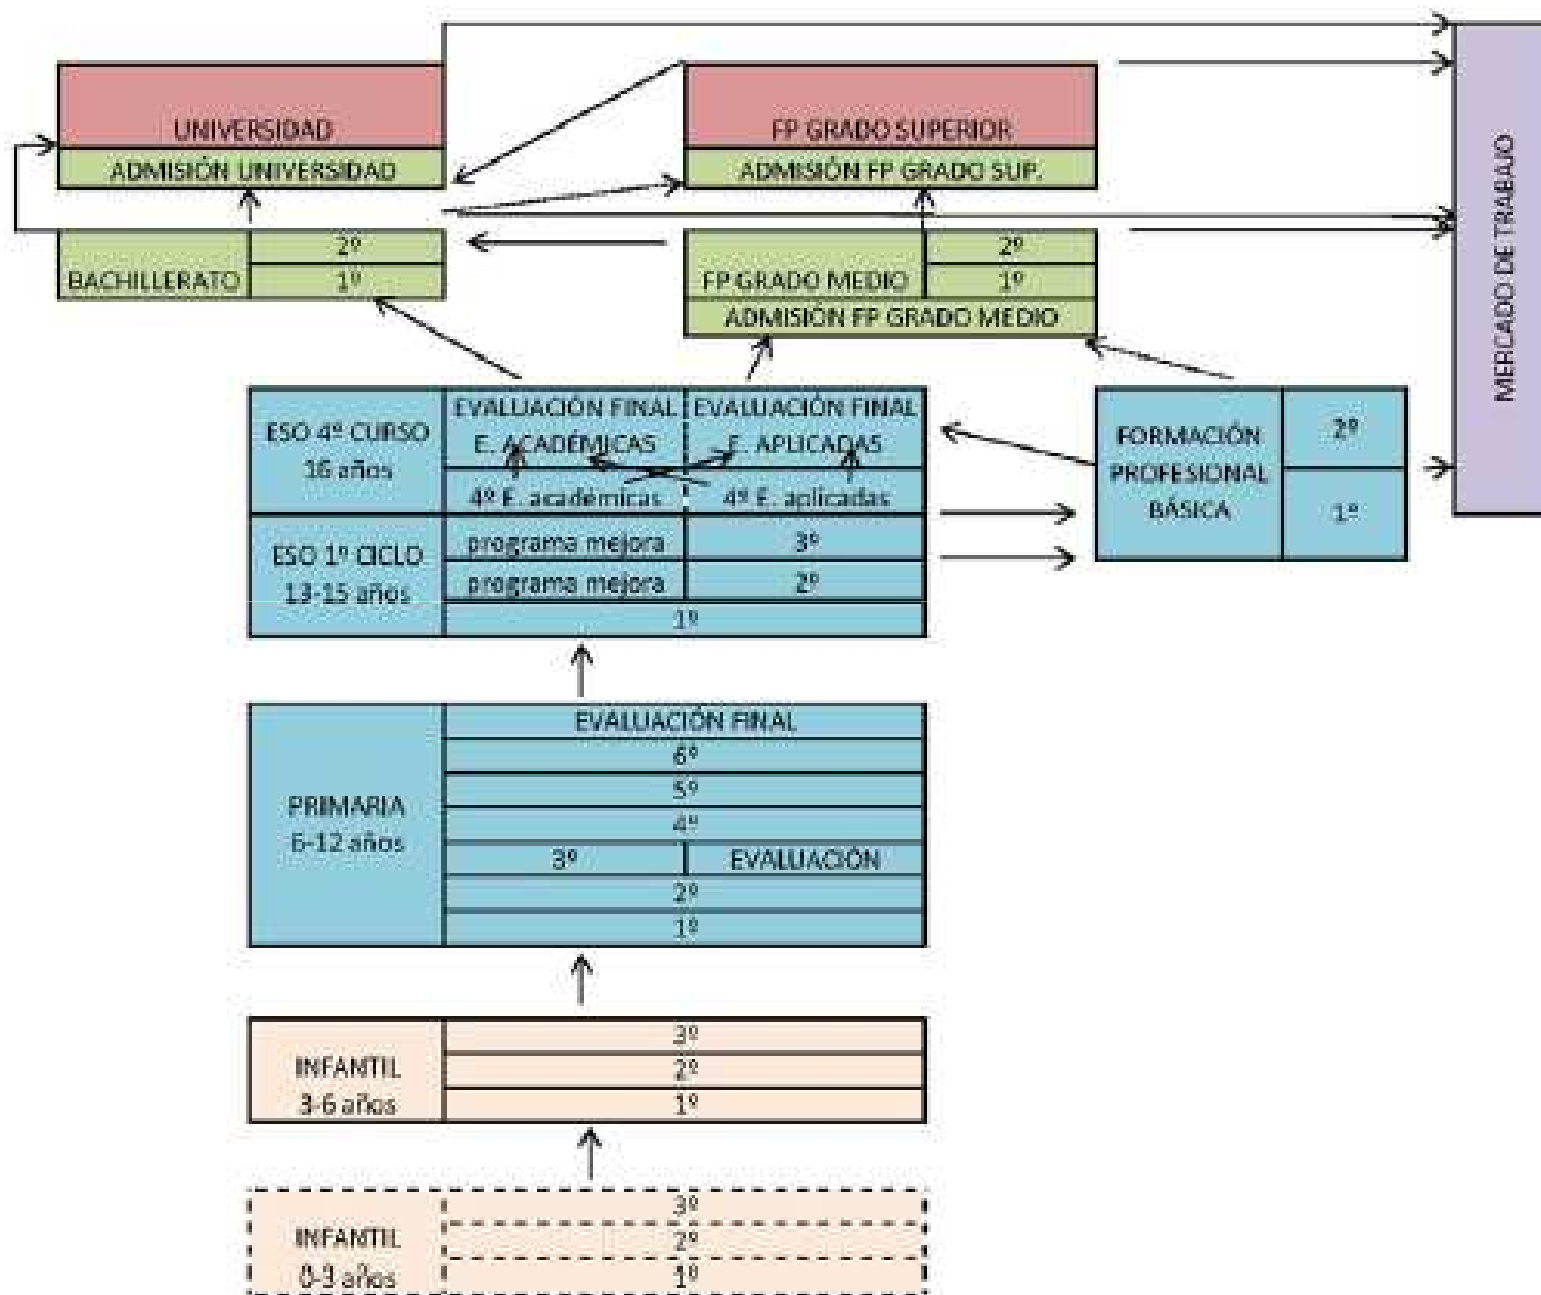 UNIVERSIDAD
ADMISIÓN UNIVERSIDAD
FP GRADO SUPERIOR
ADMISIÓN FP GRADO SUP.
MERCADO DE TRABAJO
BACHILLERATO
2º
1º
FP GRADO MEDIO
2º
1º
ADMISIÓN FP GRADO MEDIO
ESO 4º CURSO
16 años
EVALUACIÓN FINAL
E. ACADÉMICAS
EVALUACIÓN FINAL
E. APLICADAS
4º E. académicas
4º E. aplicadas
FORMACIÓN
PROFESIONAL
BÁSICA
2º
1º
ESO 1º CICLO
13-15 años
programa mejora
3º
programa mejora
2º
1º
PRIMARIA
6-12 años
EVALUACIÓN FINAL
6º
5º
4º
3º
EVALUACIÓN
2º
1º
INFANTIL
3-6 años
3º
2º
1º
INFANTIL
0-3 años
3º
2º
1º